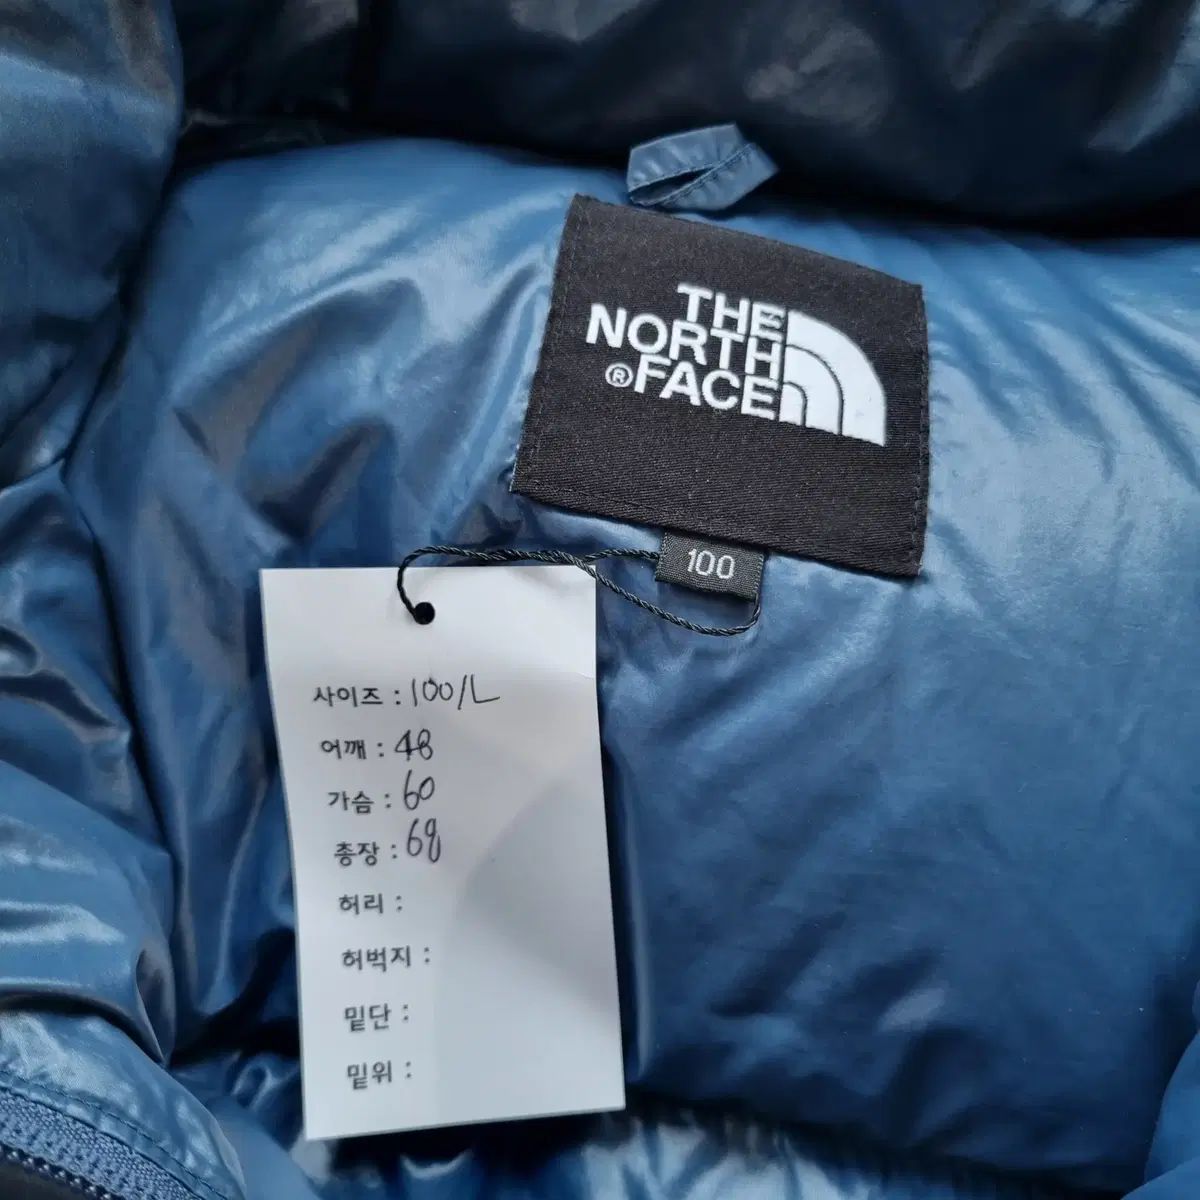 THE
NORTH
®FACE
100
사이즈 : 100/L
어깨 : 48
가슴 : 60
총장 : 68
허리 :
허벅지 :
밑단 :
밑위 :